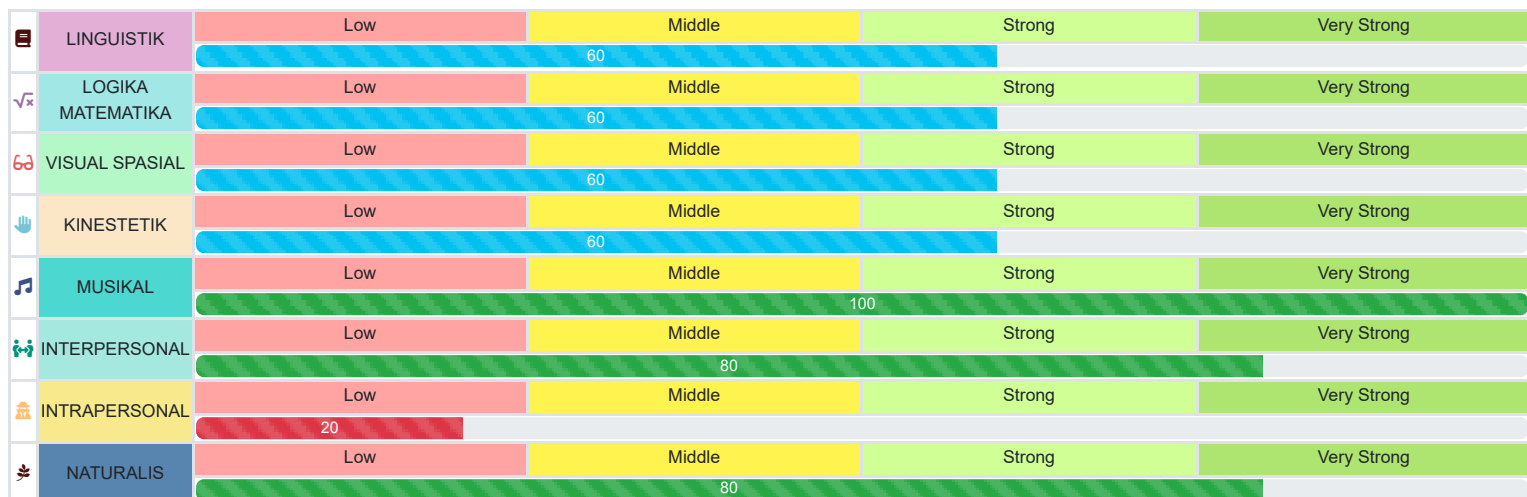 LINGUISTIK
Low Middle Strong Very Strong
60
LOGIKA
MATEMATIKA
Low Middle Strong Very Strong
60
VISUAL SPASIAL
Low Middle Strong Very Strong
60
KINESTETIK
Low Middle Strong Very Strong
60
MUSIKAL
Low Middle Strong Very Strong
100
INTERPERSONAL
Low Middle Strong Very Strong
80
INTRAPERSONAL
Low Middle Strong Very Strong
20
NATURALIS
Low Middle Strong Very Strong
80